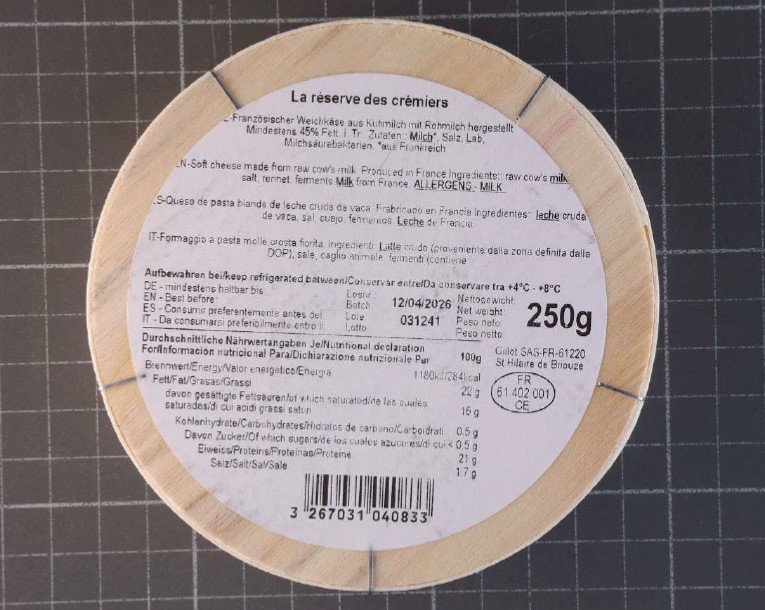 La réserve des crémiers
-Französischer Weichkäse aus Kuhmilch mit Rohmilch hergestellt
Mindestens 45% Fett. i. Tr. Zutaten:: Milch*, Salz, Lab,
Milchsäurebakterien. *aus Frankreich
EN-Soft cheese made from raw cow's milk. Produced in France Ingredients:: raw cow's milk,
salt, rennet, ferments Milk from France. ALLERGENS - MILK
ES-Queso de pasta blanda de leche cruda de vaca. Frabricado en Francia Ingredientes: leche cruda
de vaca, sal, cuajo, fermentos. Leche de Francia
IT-Formaggio a pasta molle crosta fiorita. Ingredienti: Latte crudo (proveniente dalla zona definita dalla
DOP), sale, caglio animale, fermenti (contiene
Aufbewahren bei/keep refrigerated between/Conservar entre/Da conservare tra +4°C - +8°C
DE - mindestens haltbar bis
EN - Best before:
ES - Consumir preferentemente antes del
IT - Da consumarsi preferibilmente entro il
Losnr.:
Batch
Lote:
Lotto
12/04/2026
031241
Nettogewicht:
Net weight:
Peso neto:
Peso netto:
250g
Durchschnittliche Nährwertangaben Je/Nutritional declaration
For/Información nutricional Para/Dichiarazione nutrizionale Per 100g
Brennwert/Energy/Valor energetico/Energia 1180kJ/284kcal
Fett/Fat/Grasas/Grassi 22 g
davon gesättigte Fettsäuren/of which saturated/de las cuales
saturadas/di cui acidi grassi saturi 16 g
Kohlenhydrate/Carbohydrates/Hidratos de carbono/Carboidrati 0.5 g
Davon Zucker/Of which sugars/de los cuales azucares/di cui < 0.5 g
Eiweiss/Proteins/Proteinas/Proteine 21 g
Salz/Salt/Sal/Sale 1.7 g
Gillot SAS-FR-61220
St Hilaire de Briouze
FR
61.402.001
CE
3 267031 040833